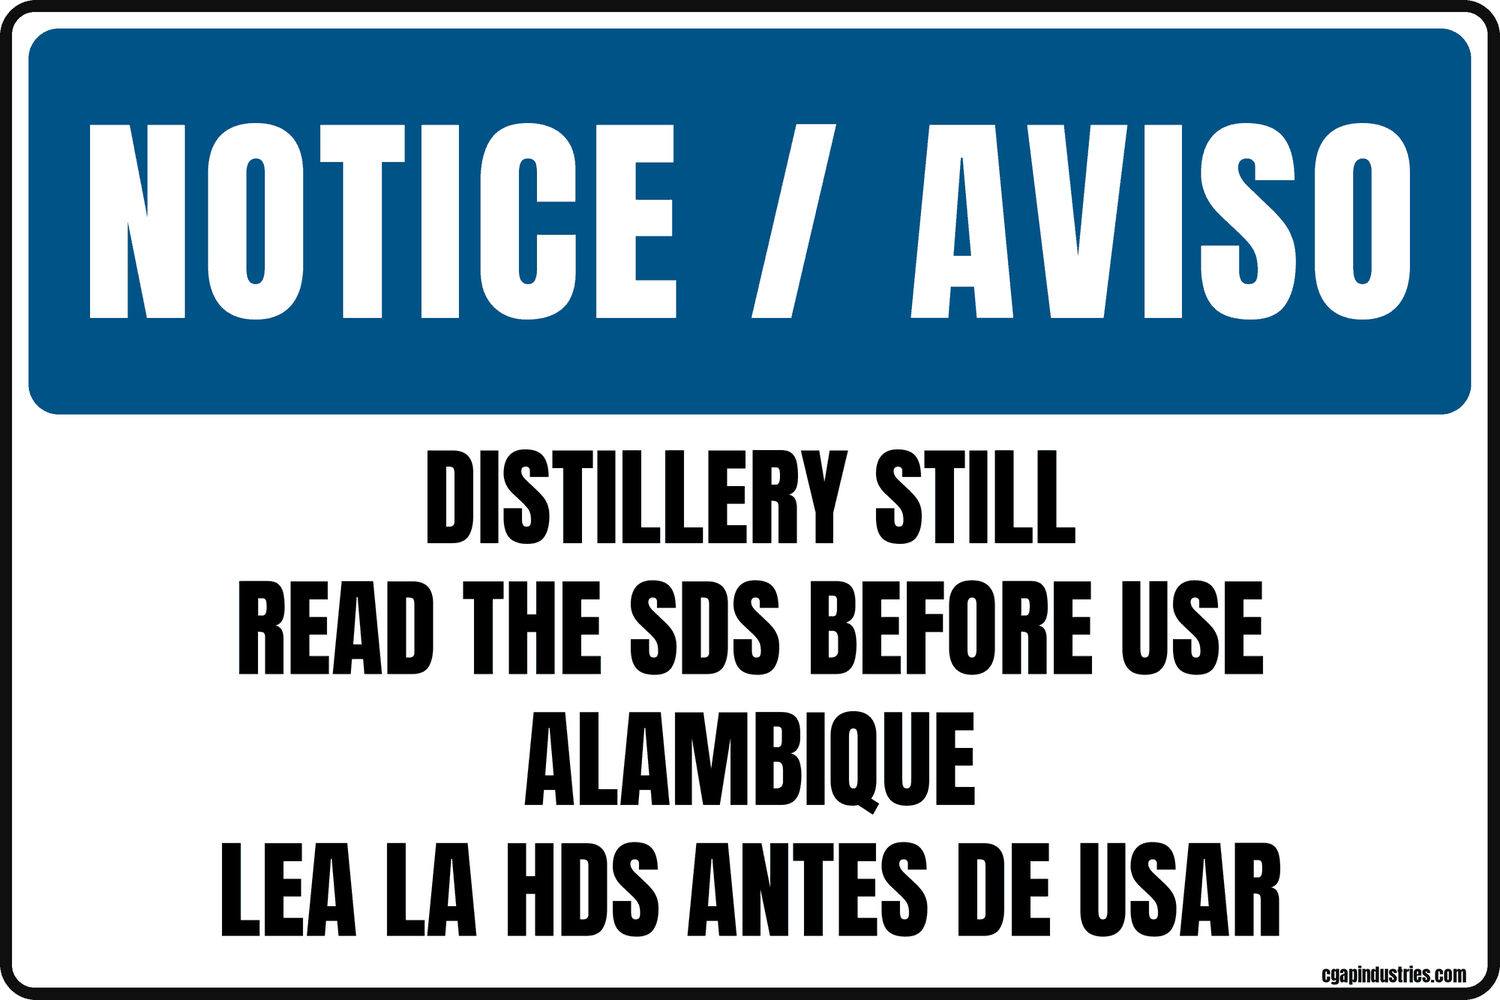 NOTICE / AVISO
DISTILLERY STILL
READ THE SDS BEFORE USE
ALAMBIQUE
LEA LA HDS ANTES DE USAR
cgapindustries.com